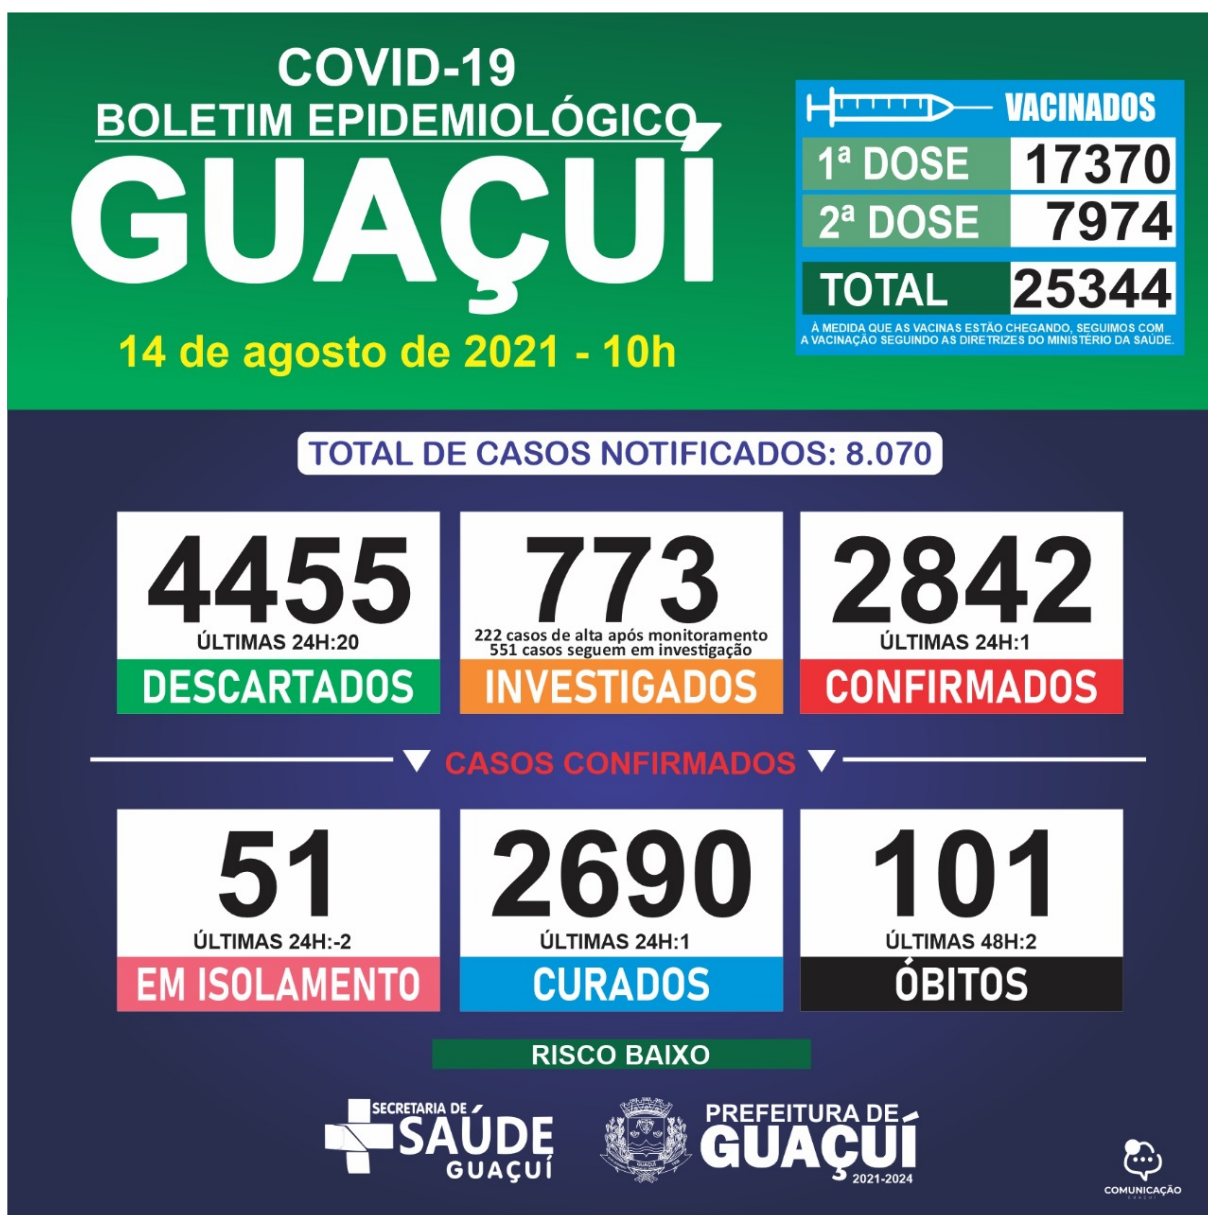 COVID-19
BOLETIM EPIDEMIOLÓGICO
GUAÇUÍ
14 de agosto de 2021 - 10h
VACINADOS
1ª DOSE 17370
2ª DOSE 7974
TOTAL 25344
À MEDIDA QUE AS VACINAS ESTÃO CHEGANDO, SEGUIMOS COM
A VACINAÇÃO SEGUINDO AS DIRETRIZES DO MINISTÉRIO DA SAÚDE.
TOTAL DE CASOS NOTIFICADOS: 8.070
4455
ÚLTIMAS 24H:20
DESCARTADOS
773
222 casos de alta após monitoramento
551 casos seguem em investigação
INVESTIGADOS
2842
ÚLTIMAS 24H:1
CONFIRMADOS
CASOS CONFIRMADOS
51
ÚLTIMAS 24H:-2
EM ISOLAMENTO
2690
ÚLTIMAS 24H:1
CURADOS
101
ÚLTIMAS 48H:2
ÓBITOS
RISCO BAIXO
SECRETARIA DE
SAÚDE
GUAÇUÍ
PREFEITURA DE
GUAÇUÍ
2021-2024
COMUNICAÇÃO